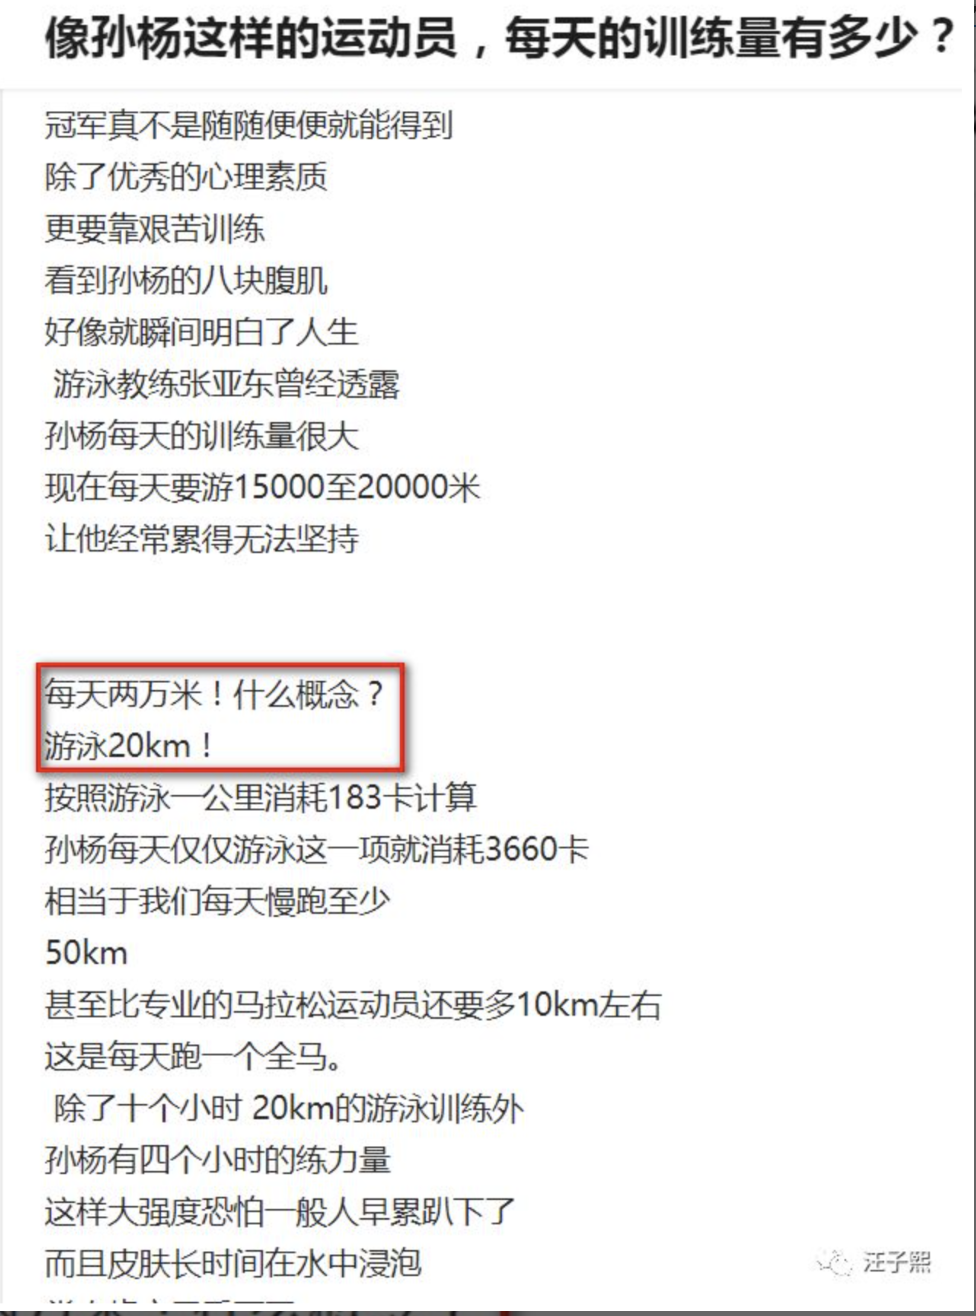 像孙杨这样的运动员，每天的训练量有多少？
冠军真不是随随便便就能得到
除了优秀的心理素质
更要靠艰苦训练
看到孙杨的八块腹肌
好像就瞬间明白了人生
游泳教练张亚东曾经透露
孙杨每天的训练量很大
现在每天要游15000至20000米
让他经常累得无法坚持
每天两万米！什么概念？
游泳20km！
按照游泳一公里消耗183卡计算
孙杨每天仅仅游泳这一项就消耗3660卡
相当于我们每天慢跑至少
50km
甚至比专业的马拉松运动员还要多10km左右
这是每天跑一个全马。
除了十个小时 20km的游泳训练外
孙杨有四个小时的练力量
这样大强度恐怕一般人早累趴下了
而且皮肤长时间在水中浸泡
汪子熙